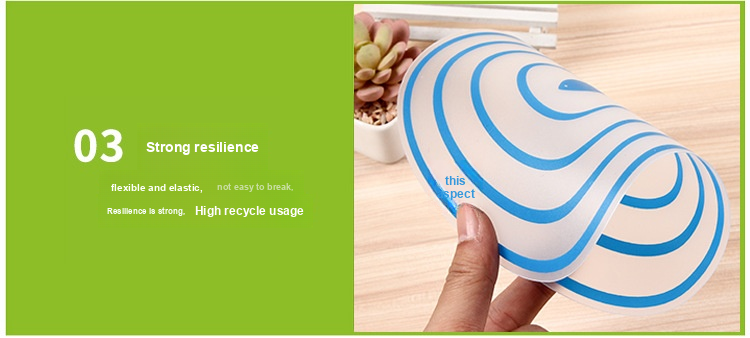 03 Strong resilience
flexible and elastic, not easy to break,
Resilience is strong, High recycle usage
this
spect